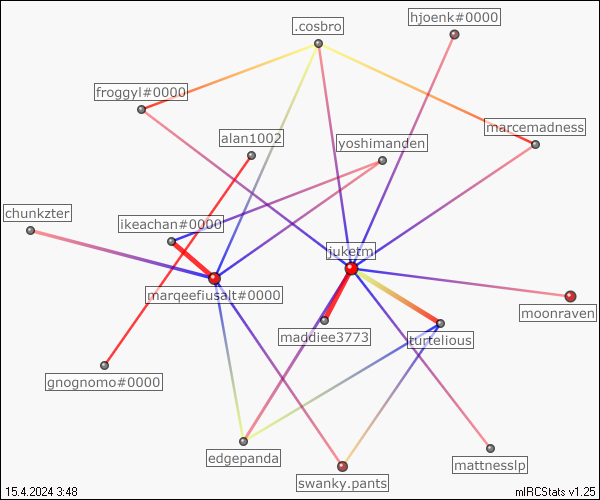 hjoenk#0000
.cosbro
froggyl#0000
marcemadness
alan1002
yoshimanden
chunkzter
ikeachan#0000
juketm
marqeefiusalt#0000
moonraven
maddiee3773
turtelious
gnognomo#0000
edgepanda
mattnesslp
swanky.pants
15.4.2024 3:48
mIRCStats v1.25